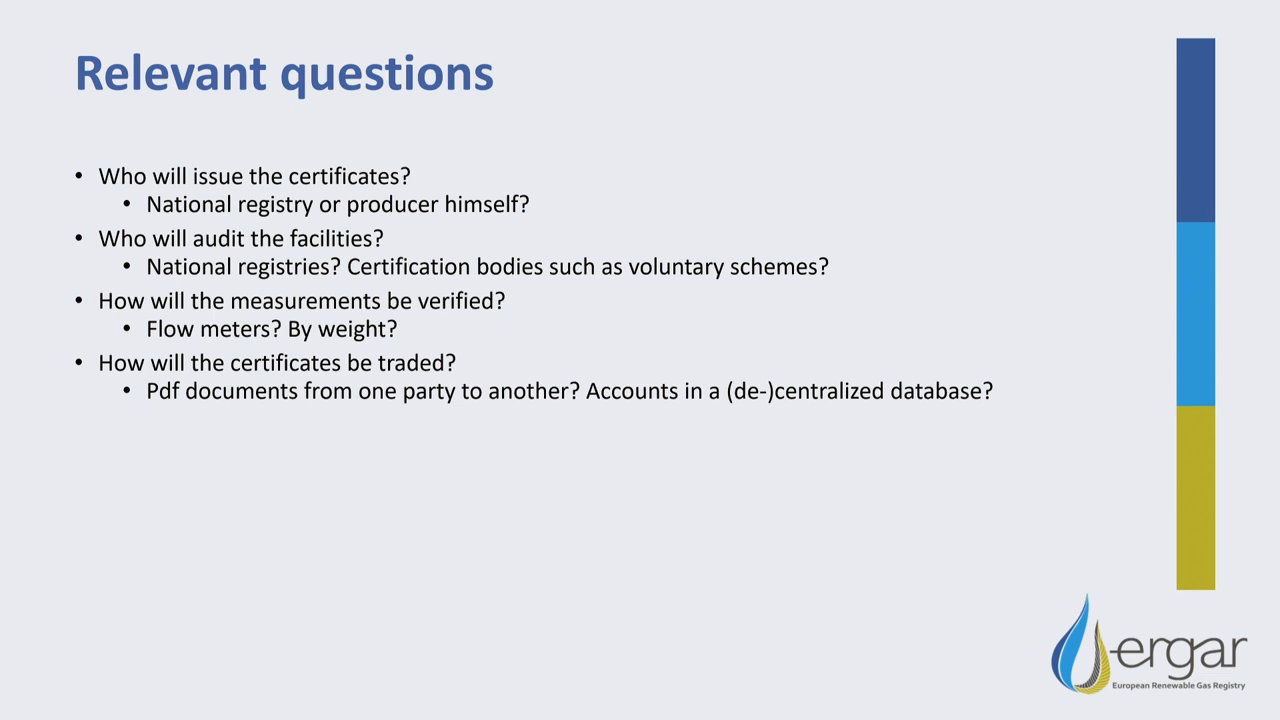 Relevant questions
• Who will issue the certificates?
• National registry or producer himself?
• Who will audit the facilities?
• National registries? Certification bodies such as voluntary schemes?
• How will the measurements be verified?
• Flow meters? By weight?
• How will the certificates be traded?
• Pdf documents from one party to another? Accounts in a (de-)centralized database?
ergar
European Renewable Gas Registry